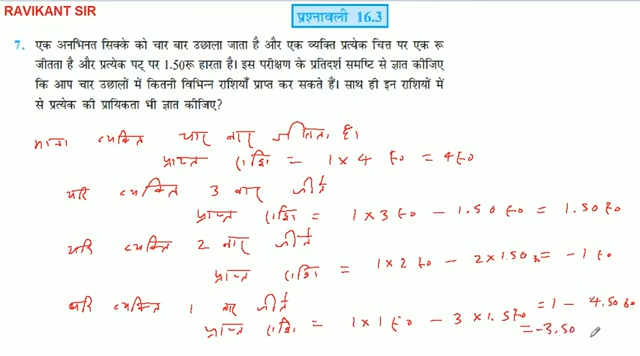 RAVIKANT SIR
प्रश्नावली 16.3
7. एक अनभिनत सिक्के को चार बार उछाला जाता है और एक व्यक्ति प्रत्येक चित्त पर एक रू
जीतता है और प्रत्येक पट् पर 1.50रू हारता है। इस परीक्षण के प्रतिदर्श समष्टि से ज्ञात कीजिए
कि आप चार उछालों में कितनी विभिन्न राशियाँ प्राप्त कर सकते हैं। साथ ही इन राशियों में
से प्रत्येक की प्रायिकता भी ज्ञात कीजिए?
माना व्यक्ति चार बार जीतता है।
प्राप्त राशि = 1 × 4 रु० = 4 रु०
यदि व्यक्ति 3 बार जीते
प्राप्त राशि = 1 × 3 रु० - 1.50 रु० = 1.50 रु०
यदि व्यक्ति 2 बार जीते
प्राप्त राशि = 1 × 2 रु० - 2 × 1.50 रु० = - 1 रु०
यदि व्यक्ति 1 बार जीते
प्राप्त राशि = 1 × 1 रु० - 3 × 1.5 रु० = 1 - 4.50 रु०
= -3.50